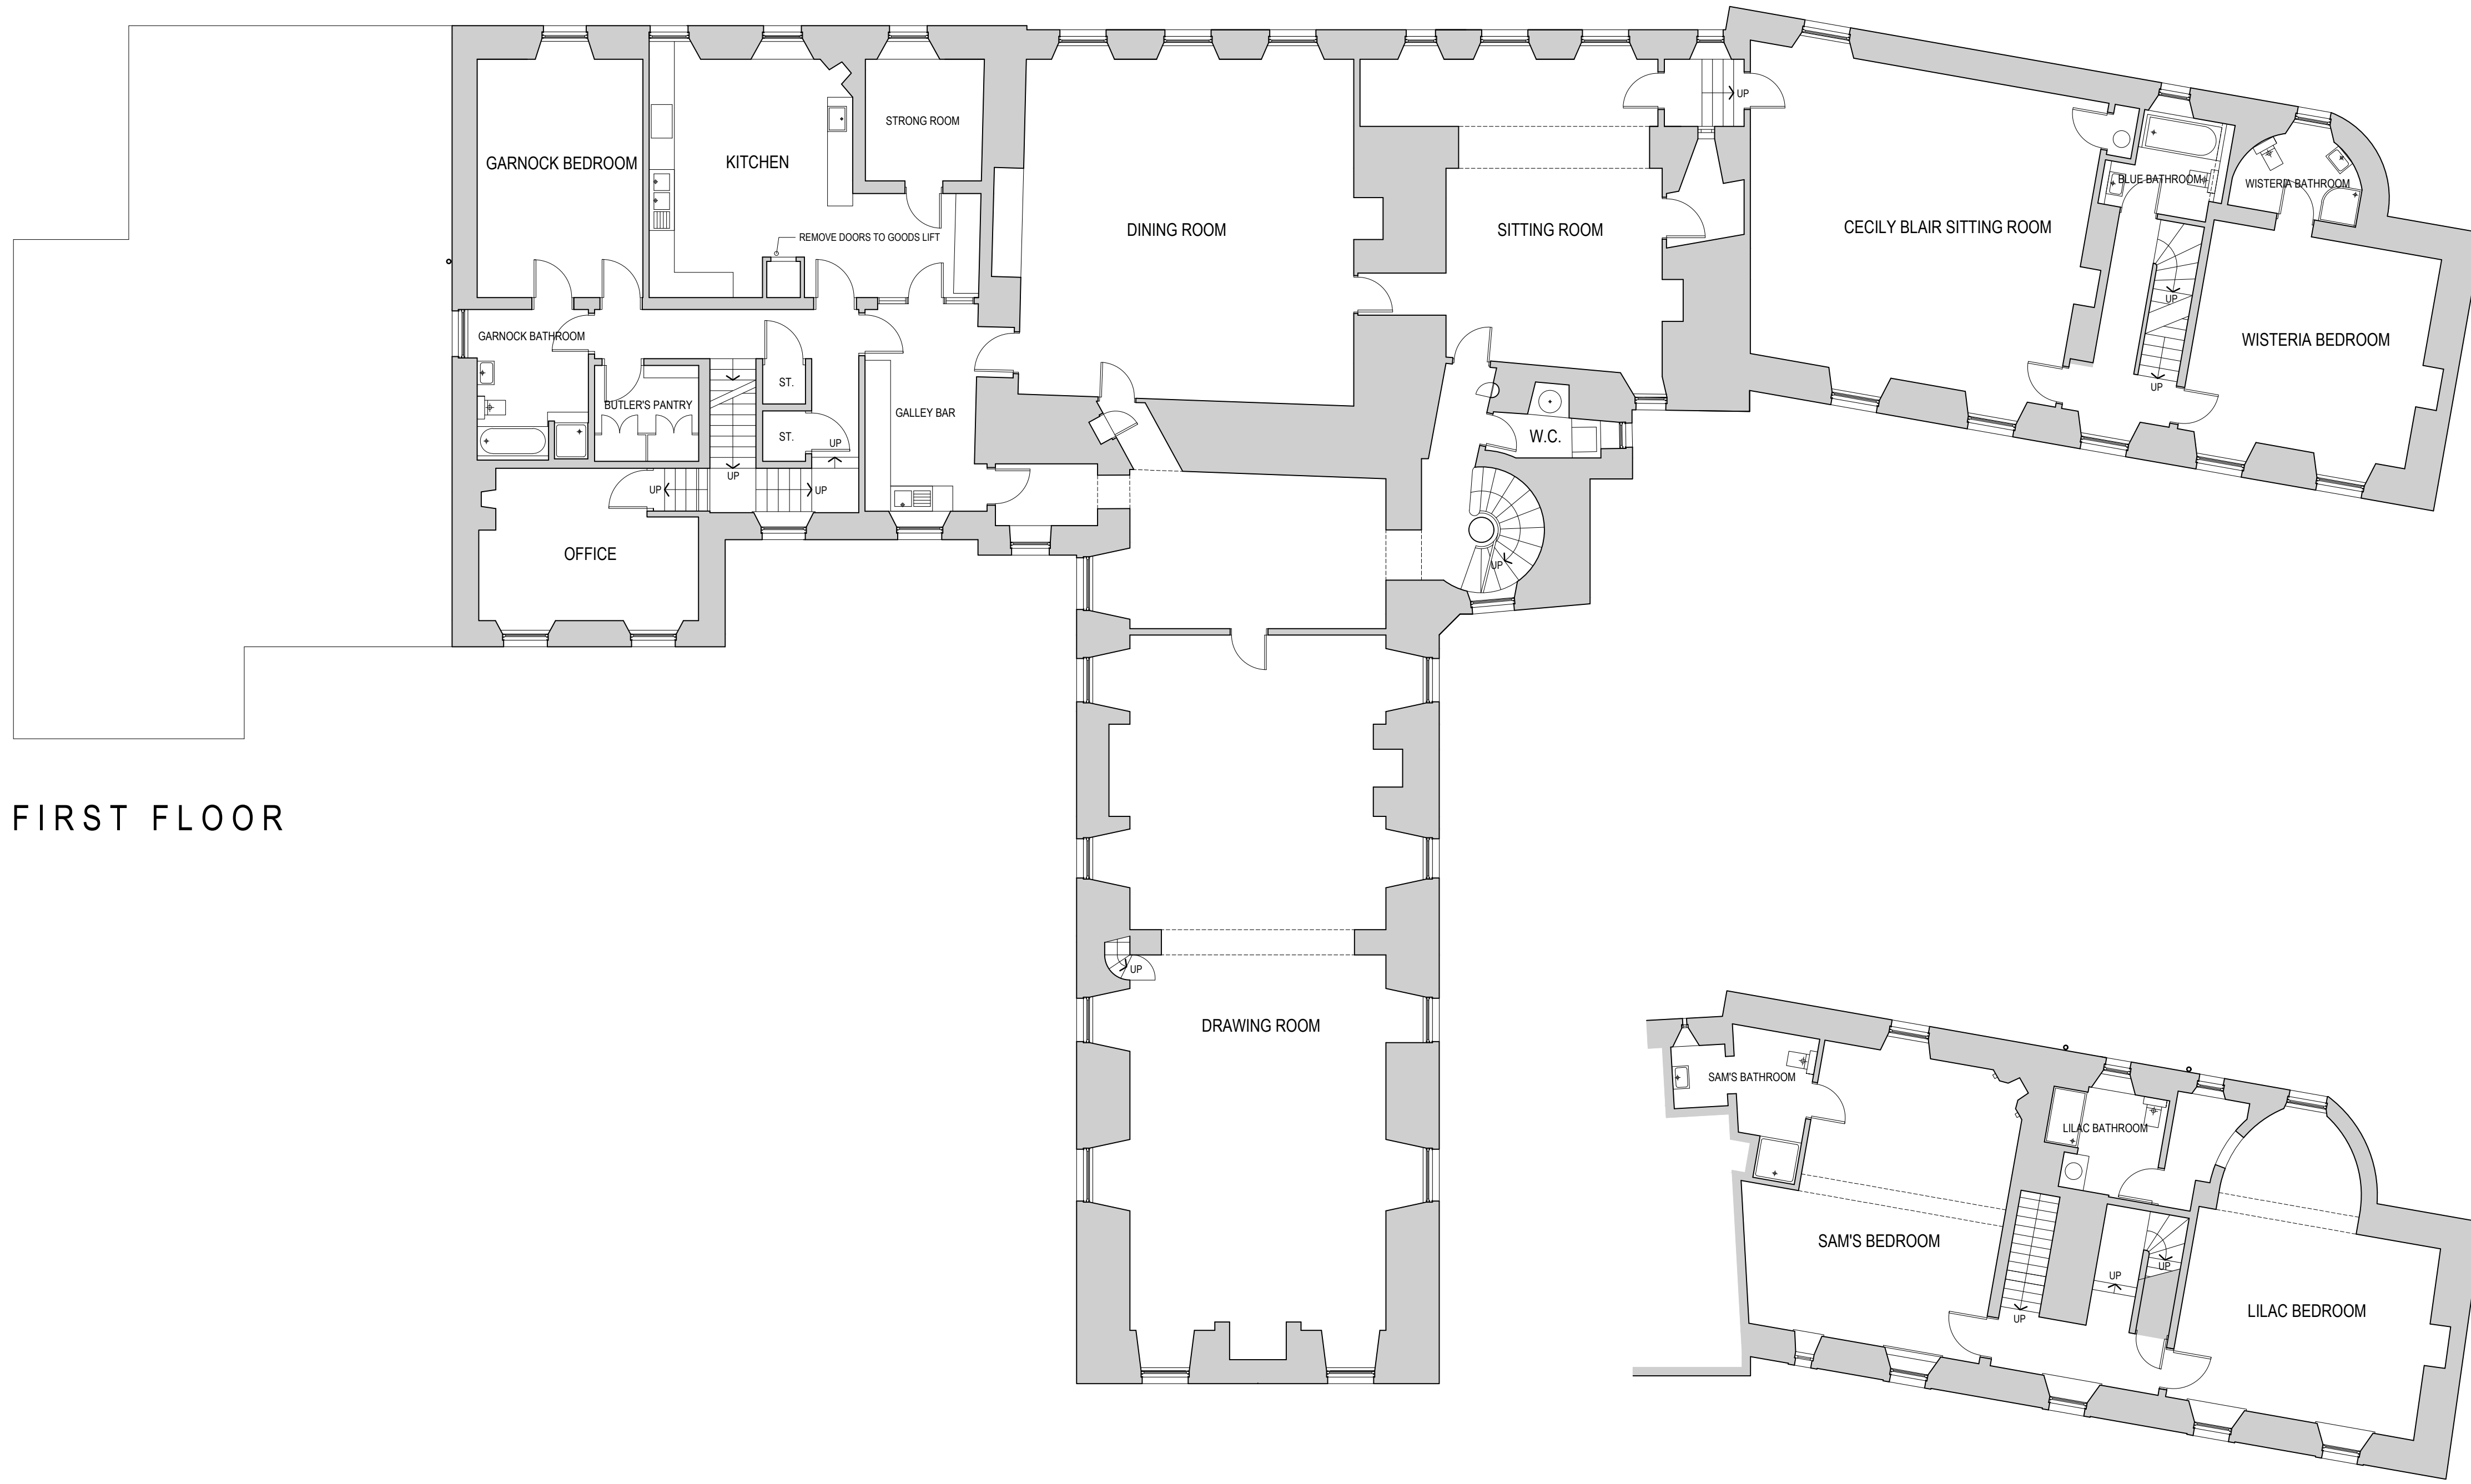 STRONG ROOM
GARNOCK BEDROOM
KITCHEN
REMOVE DOORS TO GOODS LIFT
DINING ROOM
SITTING ROOM
UP
CECILY BLAIR SITTING ROOM
BLUE BATHROOM
WISTERIA BATHROOM
UP
UP
WISTERIA BEDROOM
GARNOCK BATHROOM
BUTLER'S PANTRY
ST.
ST.
UP
GALLEY BAR
UP
UP
UP
OFFICE
W.C.
UP
FIRST FLOOR
UP
DRAWING ROOM
SAM'S BATHROOM
LILAC BATHROOM
SAM'S BEDROOM
UP
UP
UP
LILAC BEDROOM